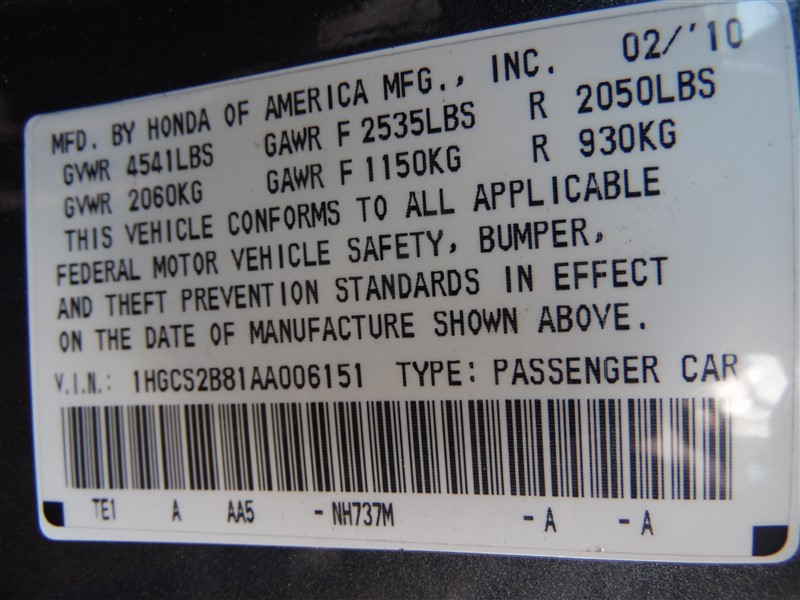 MFD. BY HONDA OF AMERICA MFG., INC. 02/'10
GVWR 4541LBS GAWR F 2535LBS R 2050LBS
GVWR 2060KG GAWR F 1150KG R 930KG
THIS VEHICLE CONFORMS TO ALL APPLICABLE
FEDERAL MOTOR VEHICLE SAFETY, BUMPER,
AND THEFT PREVENTION STANDARDS IN EFFECT
ON THE DATE OF MANUFACTURE SHOWN ABOVE.
V.I.N.: 1HGCS2B81AA006151 TYPE: PASSENGER CAR
TE1 A AA5 - NH737M - A - A